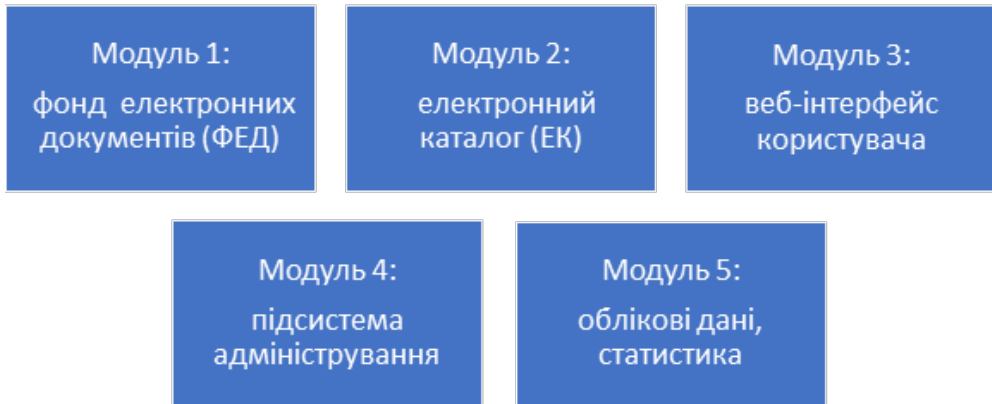 Модуль 1:
фонд електронних
документів (ФЕД)
Модуль 2:
електронний
каталог (ЕК)
Модуль 3:
веб-інтерфейс
користувача
Модуль 4:
підсистема
адміністрування
Модуль 5:
облікові дані,
статистика